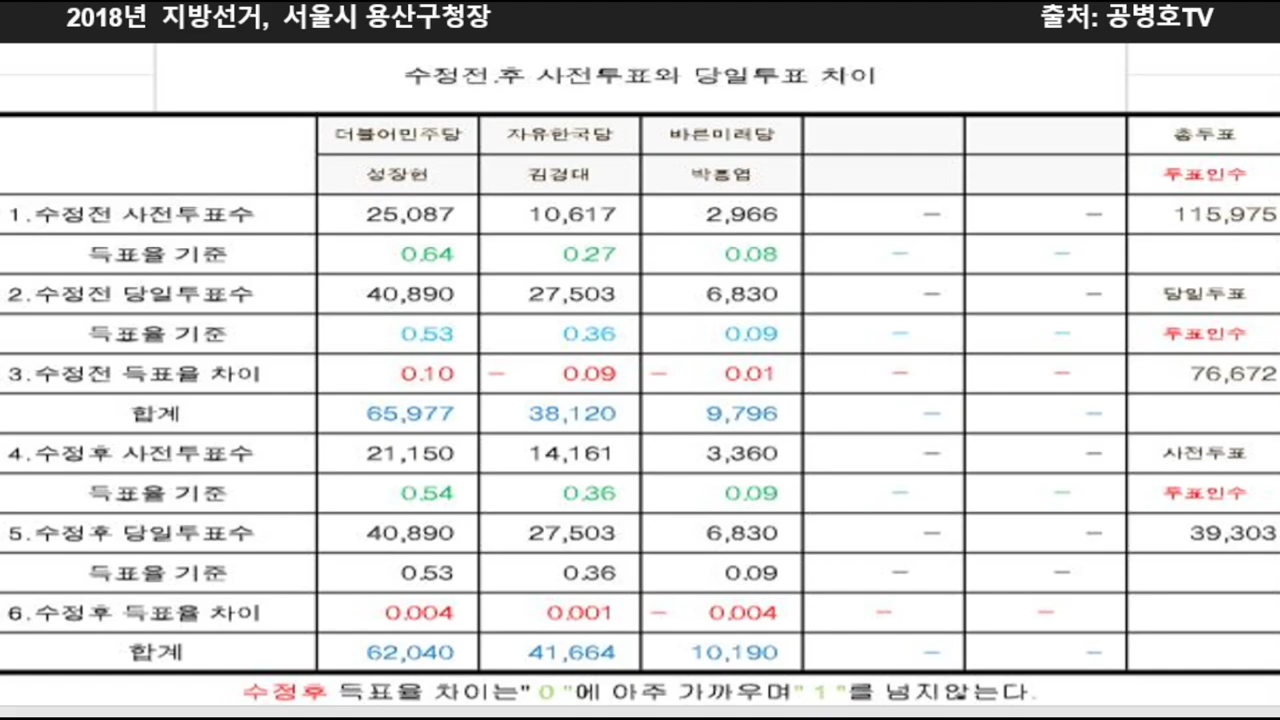 2018년 지방선거, 서울시 용산구청장 출처: 공병호TV
수정전.후 사전투표와 당일투표 차이
더불어민주당 자유한국당 바른미래당 총투표
성장현 김경대 박홍엽 투표인수
1.수정전 사전투표수 25,087 10,617 2,966 – – 115,975
득표율 기준 0.64 0.27 0.08 – –
2.수정전 당일투표수 40,890 27,503 6,830 – – 당일투표
득표율 기준 0.53 0.36 0.09 – – 투표인수
3.수정전 득표율 차이 0.10 – 0.09 – 0.01 – – 76,672
합계 65,977 38,120 9,796 – –
4.수정후 사전투표수 21,150 14,161 3,360 – – 사전투표
득표율 기준 0.54 0.36 0.09 – – 투표인수
5.수정후 당일투표수 40,890 27,503 6,830 – – 39,303
득표율 기준 0.53 0.36 0.09 – –
6.수정후 득표율 차이 0.004 0.001 – 0.004 – –
합계 62,040 41,664 10,190 – –
수정후 득표율 차이는"0"에 아주 가까우며"1"를 넘지않는다.